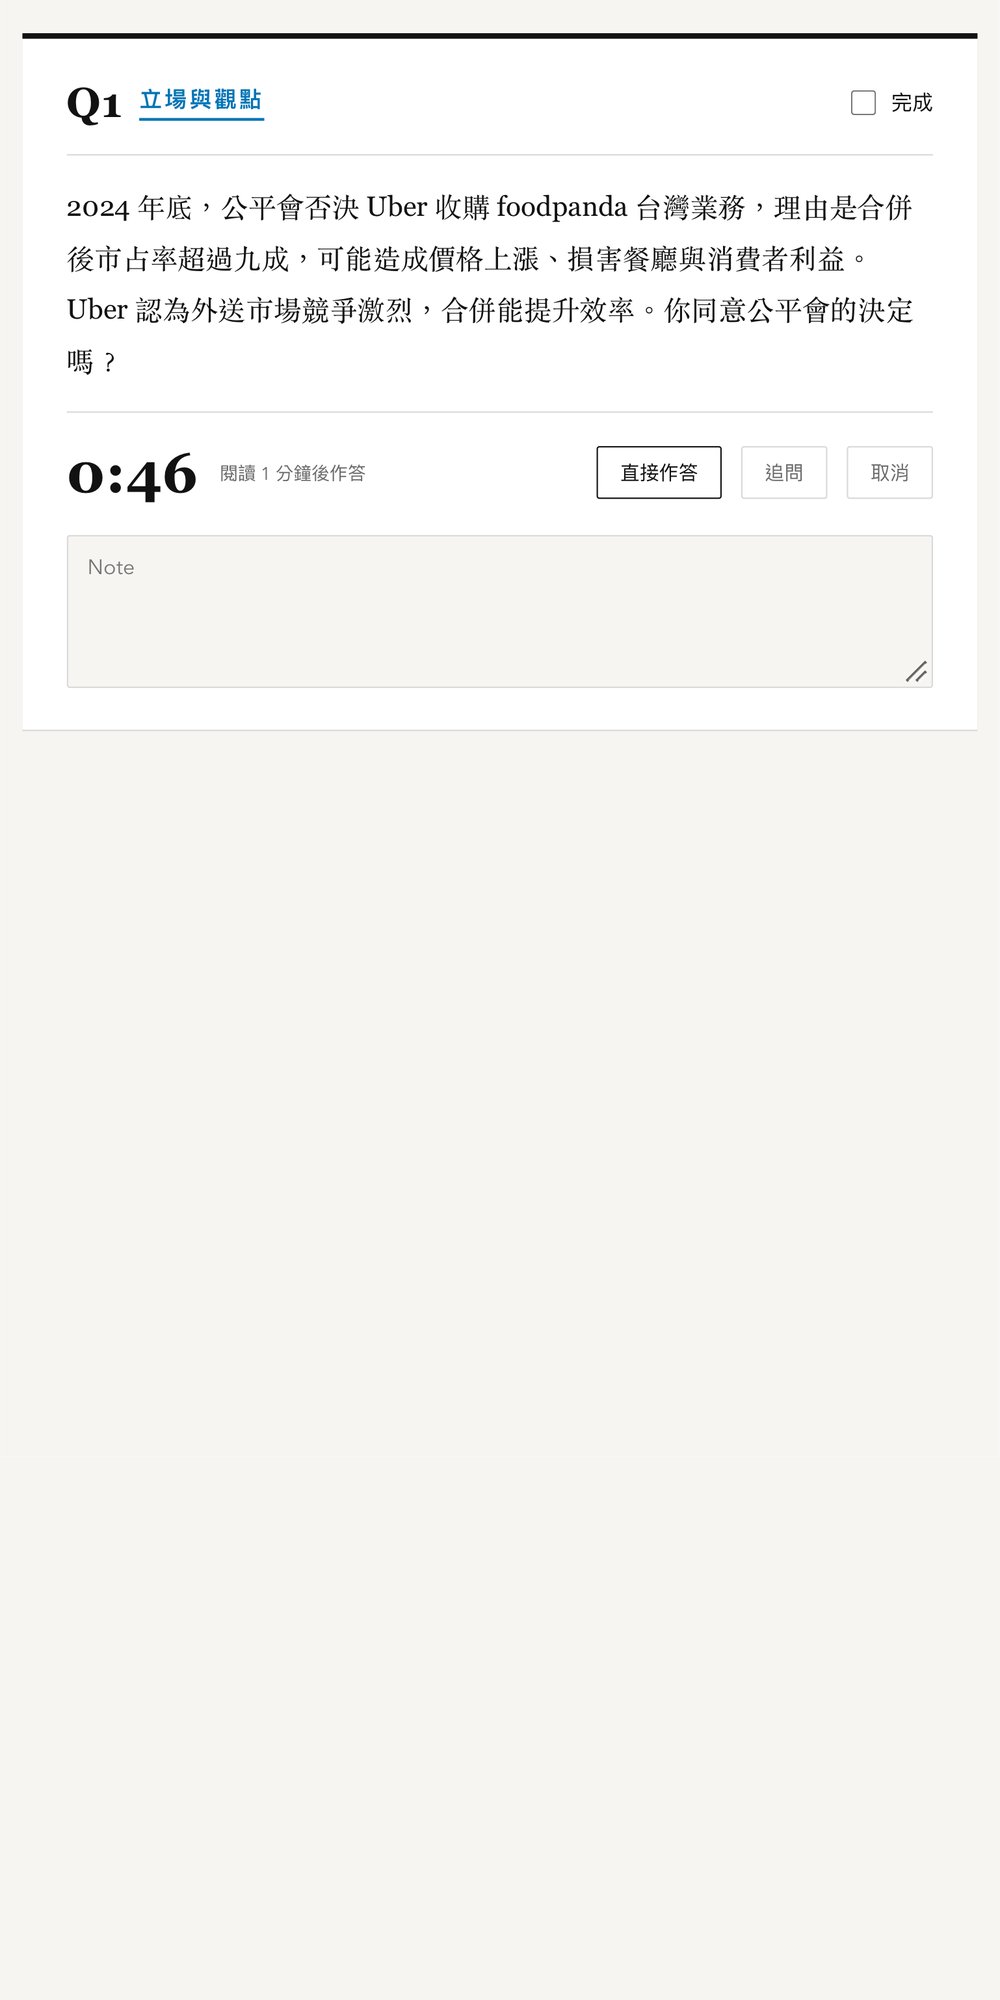 Q1 立場與觀點
完成
2024 年底，公平會否決 Uber 收購 foodpanda 台灣業務，理由是合併
後市占率超過九成，可能造成價格上漲、損害餐廳與消費者利益。
Uber 認為外送市場競爭激烈，合併能提升效率。你同意公平會的決定
嗎？
0:46 閱讀 1 分鐘後作答
直接作答 追問 取消
Note